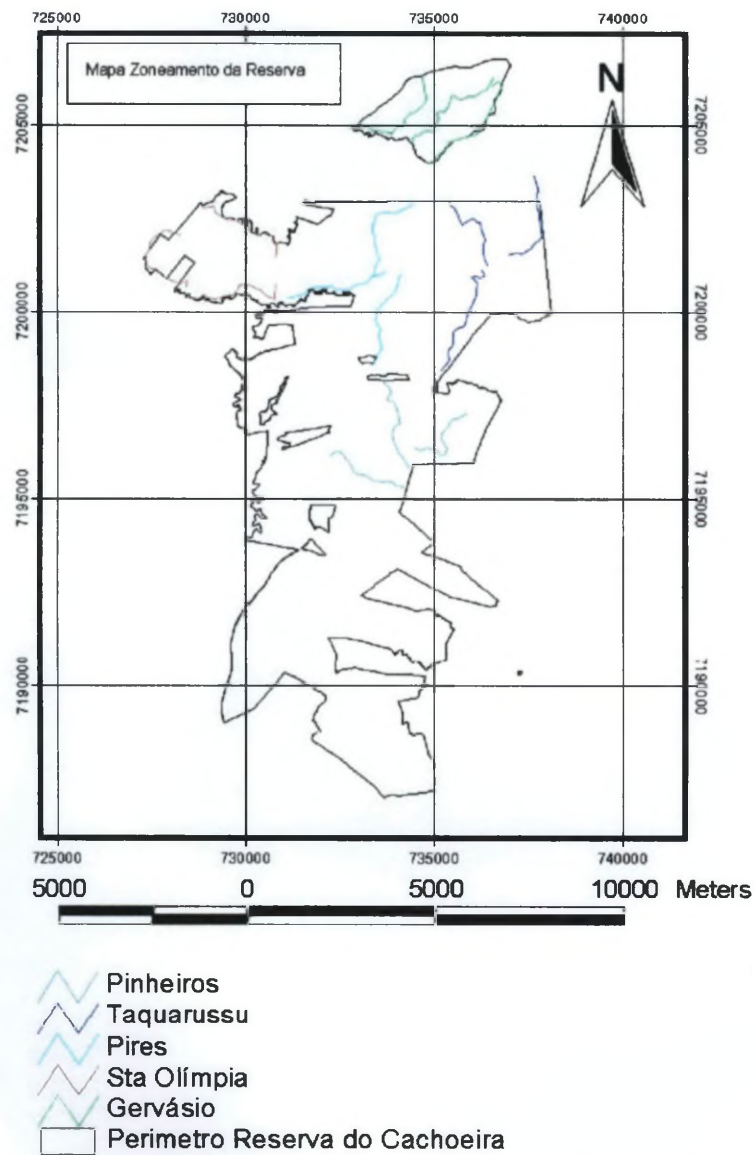 725000 730000 735000 740000
Mapa Zoneamento da Reserva
N
7205000 7205000
7200000 7200000
7195000 7195000
7190000 7190000
725000 730000 735000 740000
5000 0 5000 10000 Meters
Pinheiros
Taquarussu
Pires
Sta Olímpia
Gervásio
Perimetro Reserva do Cachoeira